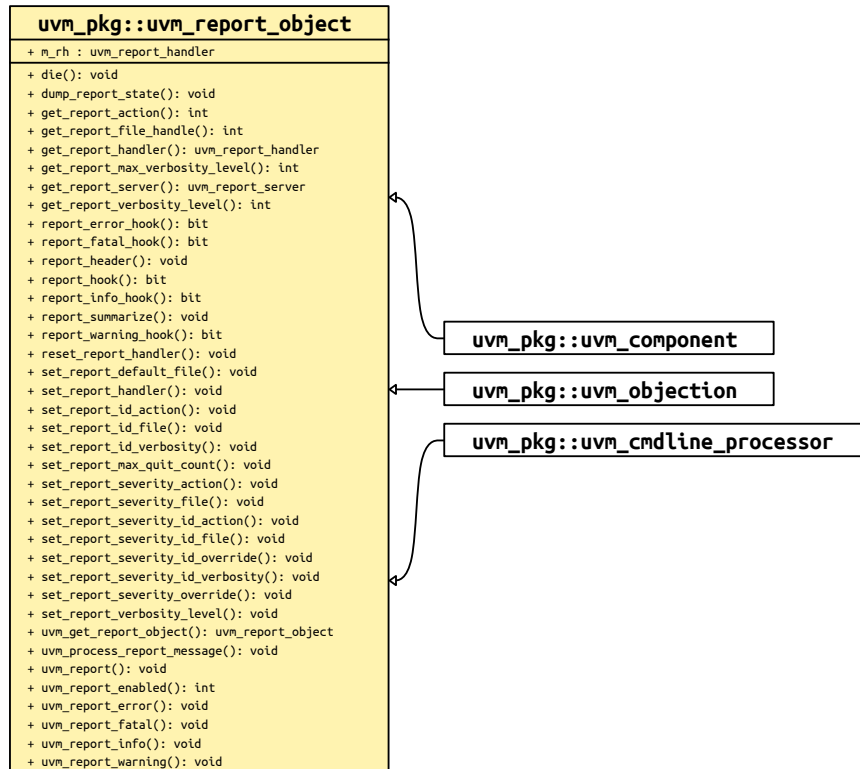 uvm_pkg::uvm_report_object
+ m_rh : uvm_report_handler
+ die(): void
+ dump_report_state(): void
+ get_report_action(): int
+ get_report_file_handle(): int
+ get_report_handler(): uvm_report_handler
+ get_report_max_verbosity_level(): int
+ get_report_server(): uvm_report_server
+ get_report_verbosity_level(): int
+ report_error_hook(): bit
+ report_fatal_hook(): bit
+ report_header(): void
+ report_hook(): bit
+ report_info_hook(): bit
+ report_summarize(): void
+ report_warning_hook(): bit
+ reset_report_handler(): void
+ set_report_default_file(): void
+ set_report_handler(): void
+ set_report_id_action(): void
+ set_report_id_file(): void
+ set_report_id_verbosity(): void
+ set_report_max_quit_count(): void
+ set_report_severity_action(): void
+ set_report_severity_file(): void
+ set_report_severity_id_action(): void
+ set_report_severity_id_file(): void
+ set_report_severity_id_override(): void
+ set_report_severity_id_verbosity(): void
+ set_report_severity_override(): void
+ set_report_verbosity_level(): void
+ uvm_get_report_object(): uvm_report_object
+ uvm_process_report_message(): void
+ uvm_report(): void
+ uvm_report_enabled(): int
+ uvm_report_error(): void
+ uvm_report_fatal(): void
+ uvm_report_info(): void
+ uvm_report_warning(): void
uvm_pkg::uvm_component
uvm_pkg::uvm_objection
uvm_pkg::uvm_cmdline_processor